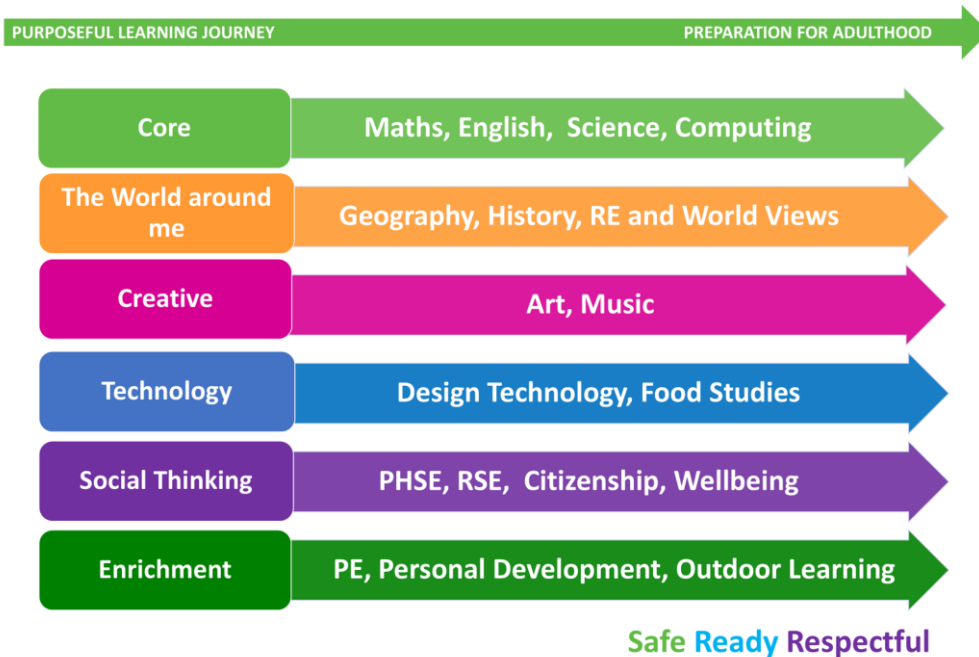 PURPOSEFUL LEARNING JOURNEY PREPARATION FOR ADULTHOOD
Core
Maths, English, Science, Computing
The World around
me
Geography, History, RE and World Views
Creative
Art, Music
Technology
Design Technology, Food Studies
Social Thinking
PHSE, RSE, Citizenship, Wellbeing
Enrichment
PE, Personal Development, Outdoor Learning
Safe Ready Respectful